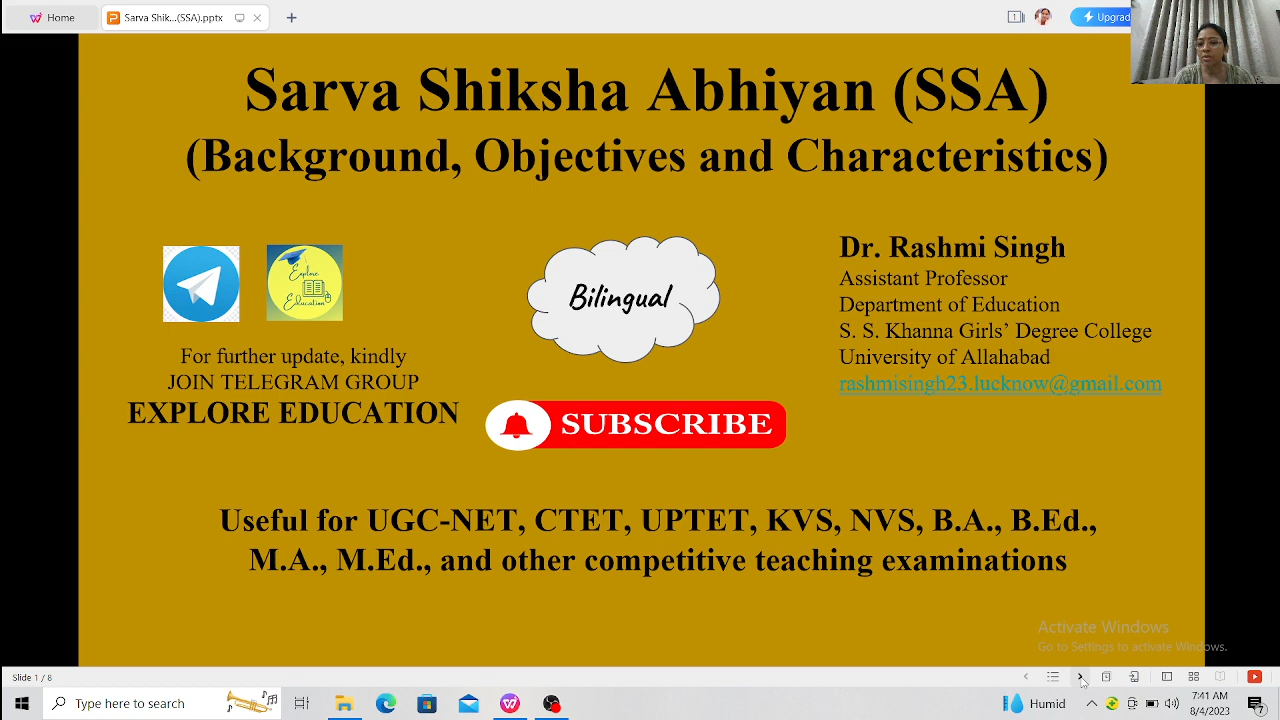 Home
Sarva Shik...(SSA).pptx
1
Upgrad
Sarva Shiksha Abhiyan (SSA)
(Background, Objectives and Characteristics)
Explore
Education
For further update, kindly
JOIN TELEGRAM GROUP
EXPLORE EDUCATION
Bilingual
SUBSCRIBE
Dr. Rashmi Singh
Assistant Professor
Department of Education
S. S. Khanna Girls’ Degree College
University of Allahabad
rashmisingh23.lucknow@gmail.com
Useful for UGC-NET, CTET, UPTET, KVS, NVS, B.A., B.Ed.,
M.A., M.Ed., and other competitive teaching examinations
Activate Windows
Go to Settings to activate Windows.
Slide 1 / 8
Type here to search
Humid
7:41 AM
8/4/2023
7